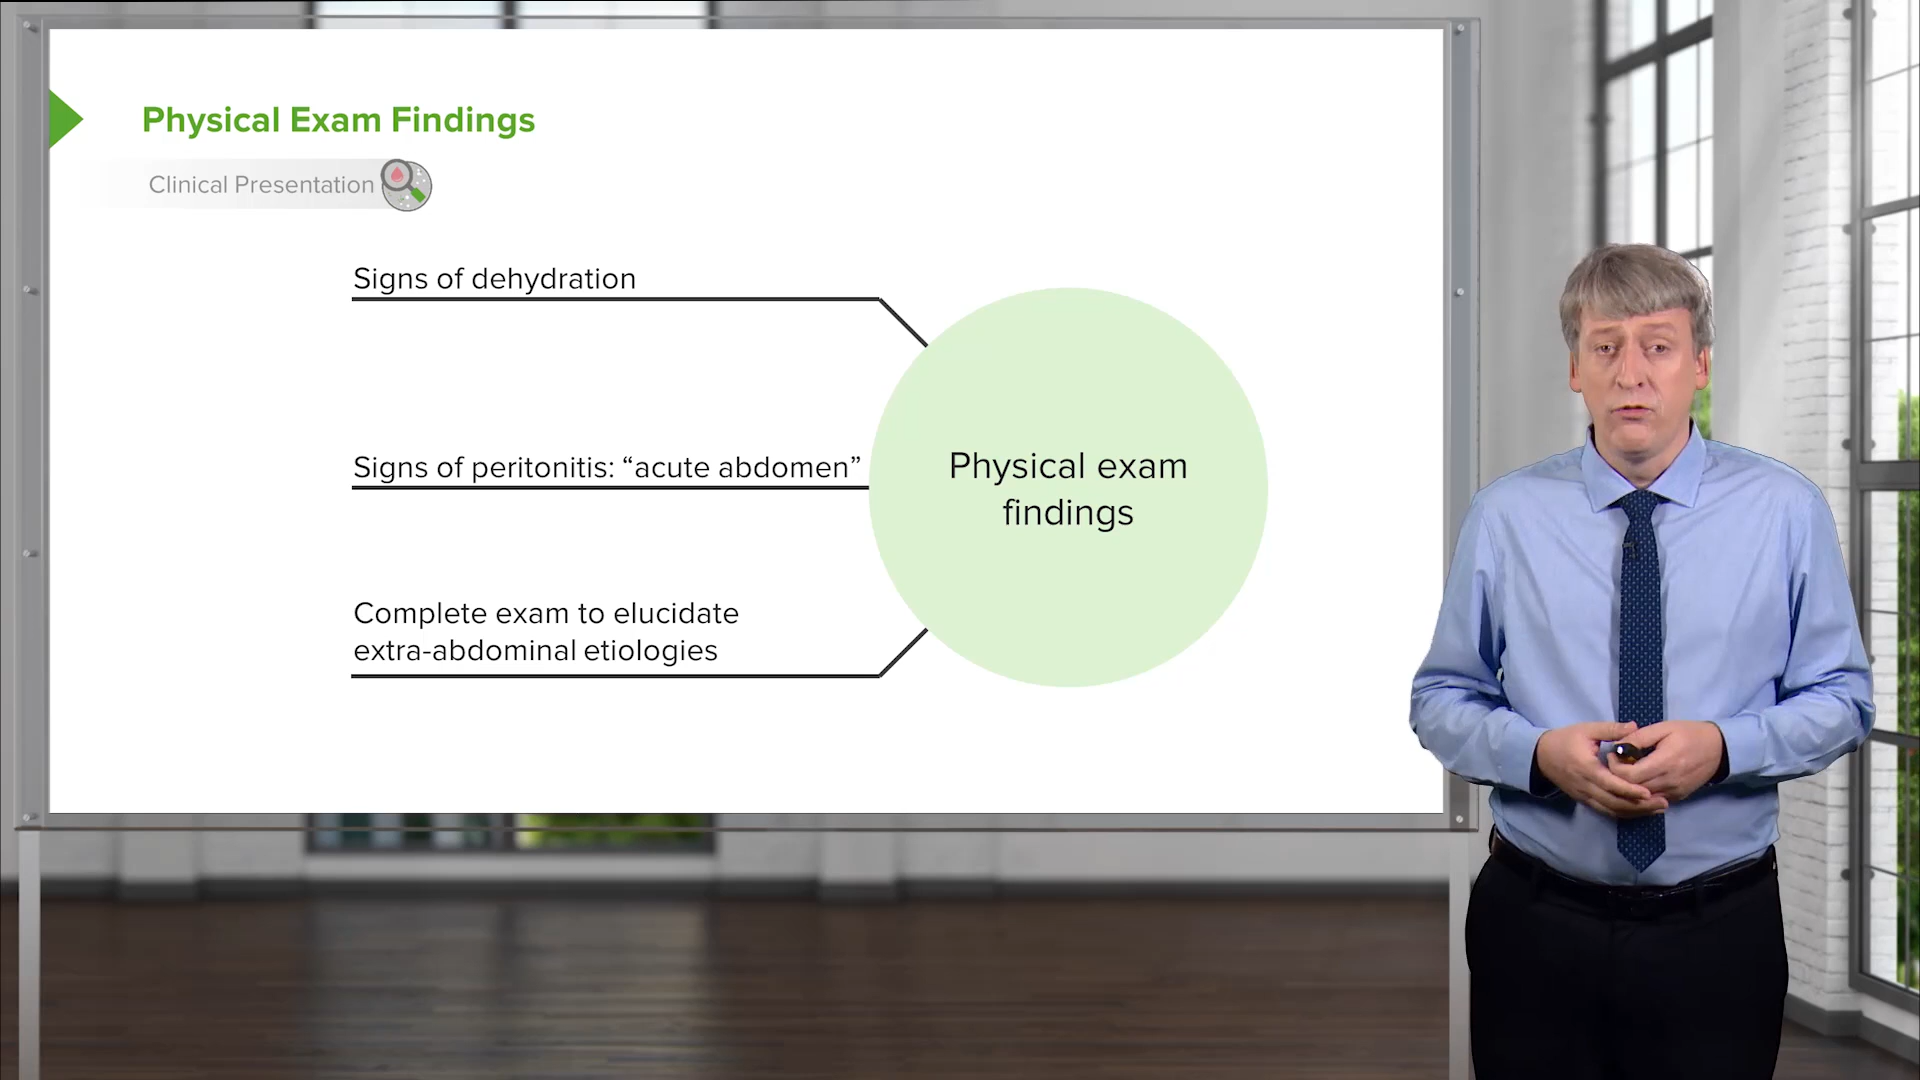 Physical Exam Findings
Clinical Presentation
Signs of dehydration
Signs of peritonitis: “acute abdomen”
Complete exam to elucidate
extra-abdominal etiologies
Physical exam
findings